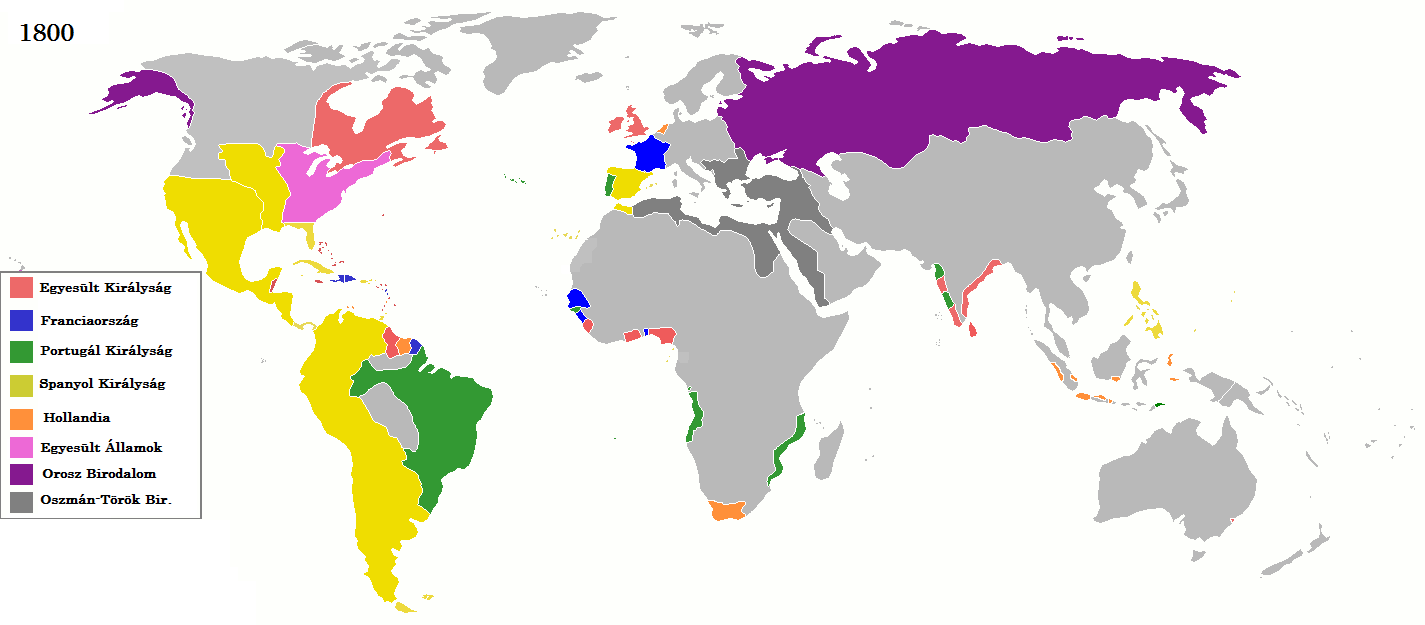 1800
Egyesült Királyság
Franciaország
Portugál Királyság
Spanyol Királyság
Hollandia
Egyesült Államok
Orosz Birodalom
Oszmán-Török Bir.